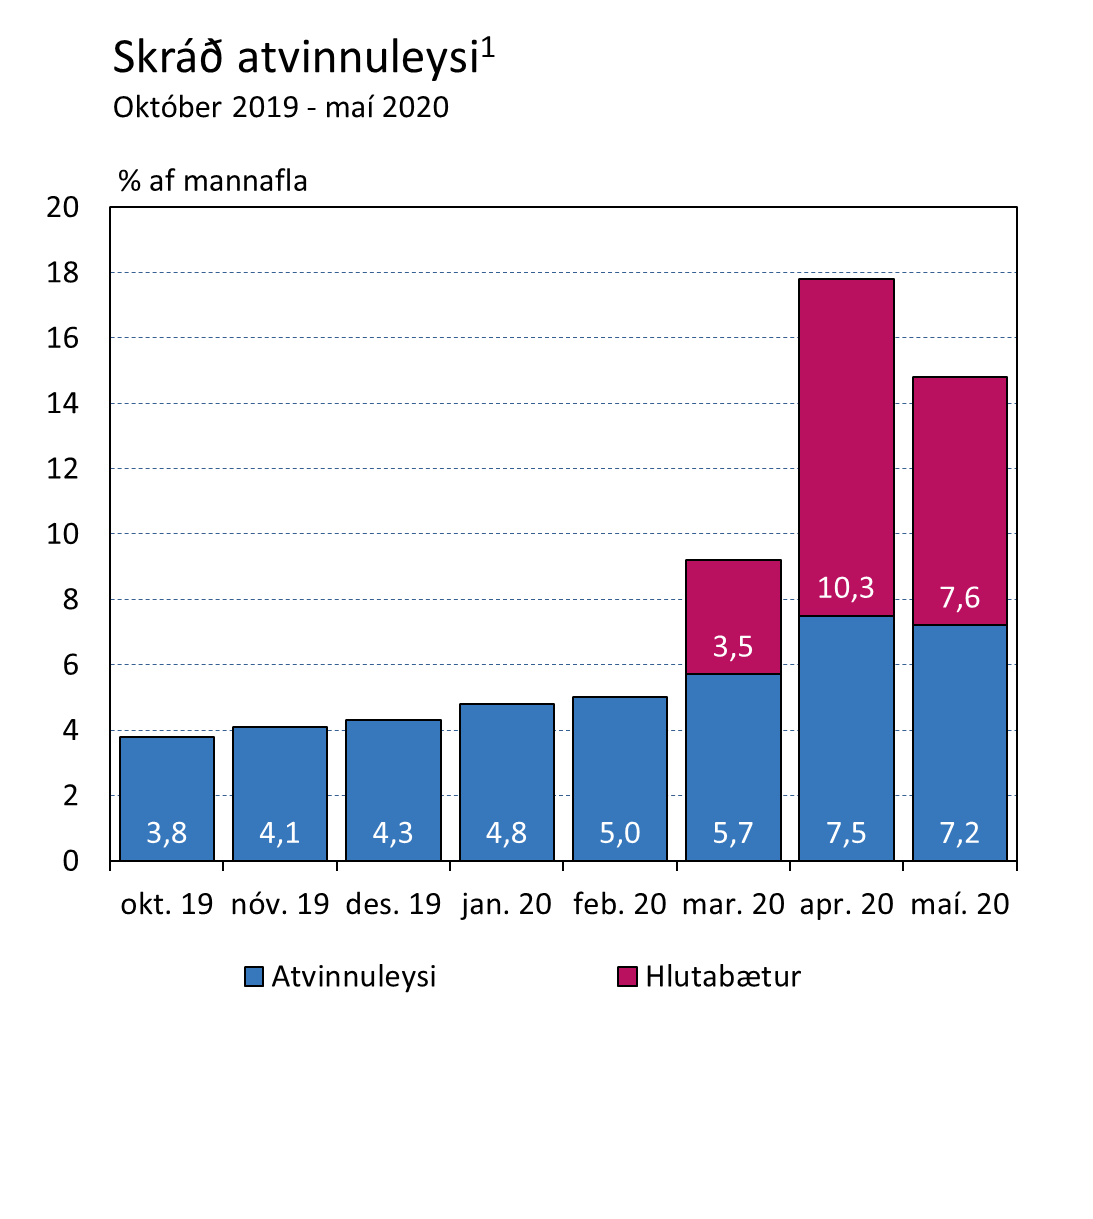 Skráð atvinnuleysi¹
Október 2019 - maí 2020
% af mannafla
20
18
16
14
12
10
8
6
4
2
0
3,5
10,3
7,6
3,8
4,1
4,3
4,8
5,0
5,7
7,5
7,2
okt. 19
nóv. 19
des. 19
jan. 20
feb. 20
mar. 20
apr. 20
maí. 20
Atvinnuleysi
Hlutabætur